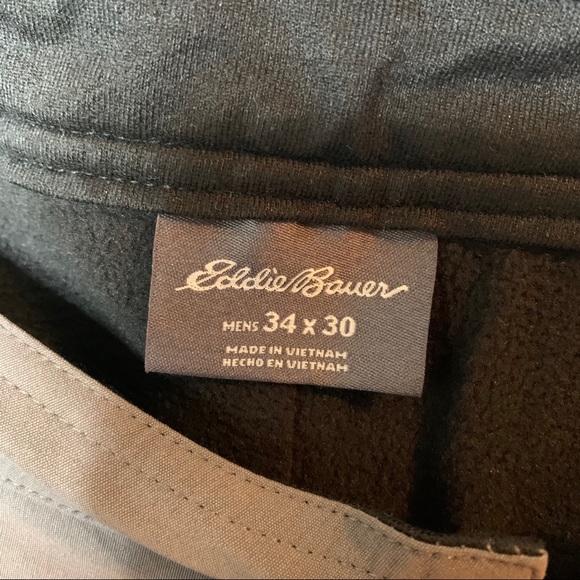 Eddie Bauer
MENS 34 x 30
MADE IN VIETNAM
HECHO EN VIETNAM